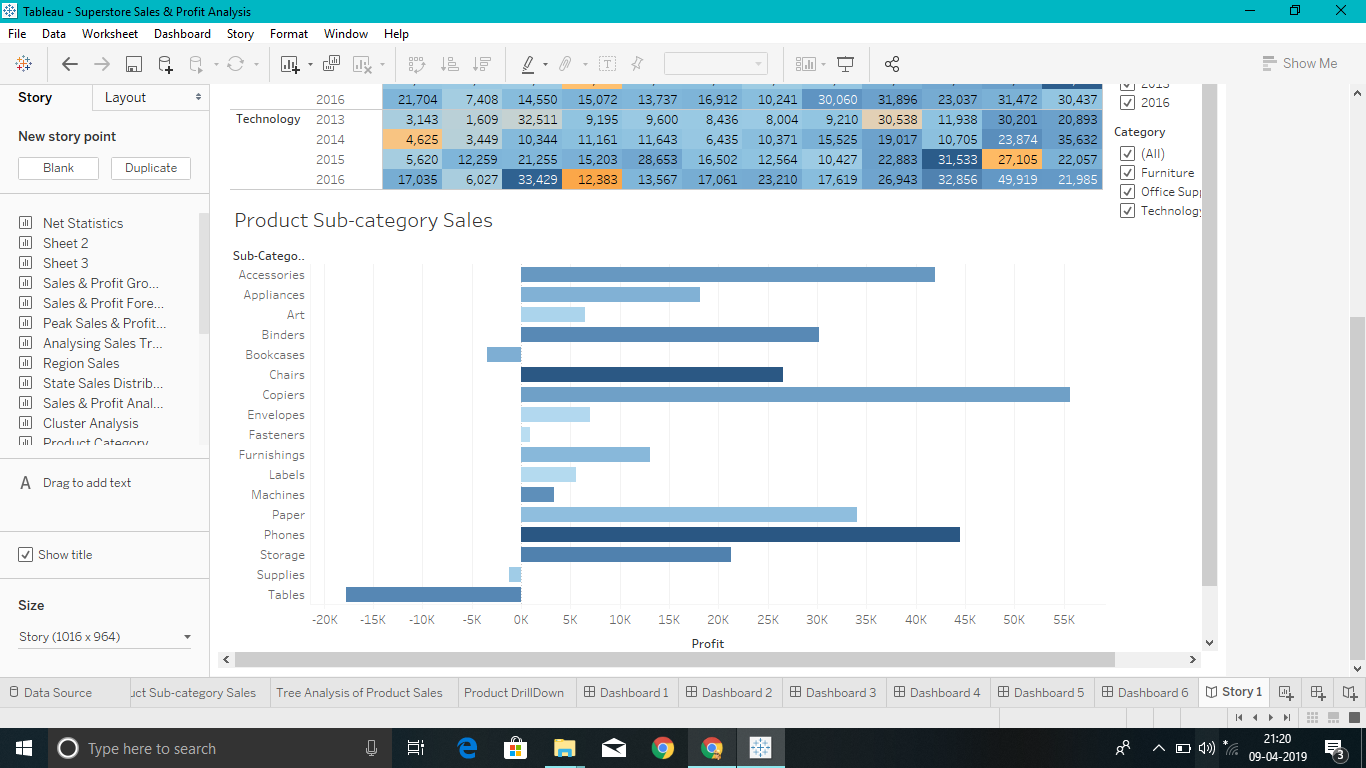 Tableau - Superstore Sales & Profit Analysis
File Data Worksheet Dashboard Story Format Window Help
Show Me
Story Layout
New story point
Blank Duplicate
Net Statistics
Sheet 2
Sheet 3
Sales & Profit Gro...
Sales & Profit Fore...
Peak Sales & Profit...
Analysing Sales Tr...
Region Sales
State Sales Distrib...
Sales & Profit Anal...
Cluster Analysis
Product Category
A Drag to add text
Show title
Size
Story (1016 x 964)
2016 21,704 7,408 14,550 15,072 13,737 16,912 10,241 30,060 31,896 23,037 31,472 30,437
Technology 2013 3,143 1,609 32,511 9,195 9,600 8,436 8,004 9,210 30,538 11,938 30,201 20,893
2014 4,625 3,449 10,344 11,161 11,643 6,435 10,371 15,525 19,017 10,705 23,874 35,632
2015 5,620 12,259 21,255 15,203 28,653 16,502 12,564 10,427 22,883 31,533 27,105 22,057
2016 17,035 6,027 33,429 12,383 13,567 17,061 23,210 17,619 26,943 32,856 49,919 21,985
2015
2016
Category
(All)
Furniture
Office Supp
Technology
Product Sub-category Sales
Sub-Catego..
Accessories
Appliances
Art
Binders
Bookcases
Chairs
Copiers
Envelopes
Fasteners
Furnishings
Labels
Machines
Paper
Phones
Storage
Supplies
Tables
-20K -15K -10K -5K 0K 5K 10K 15K 20K 25K 30K 35K 40K 45K 50K 55K
Profit
Data Source uct Sub-category Sales Tree Analysis of Product Sales Product DrillDown Dashboard 1 Dashboard 2 Dashboard 3 Dashboard 4 Dashboard 5 Dashboard 6 Story 1
Type here to search
21:20
09-04-2019
3